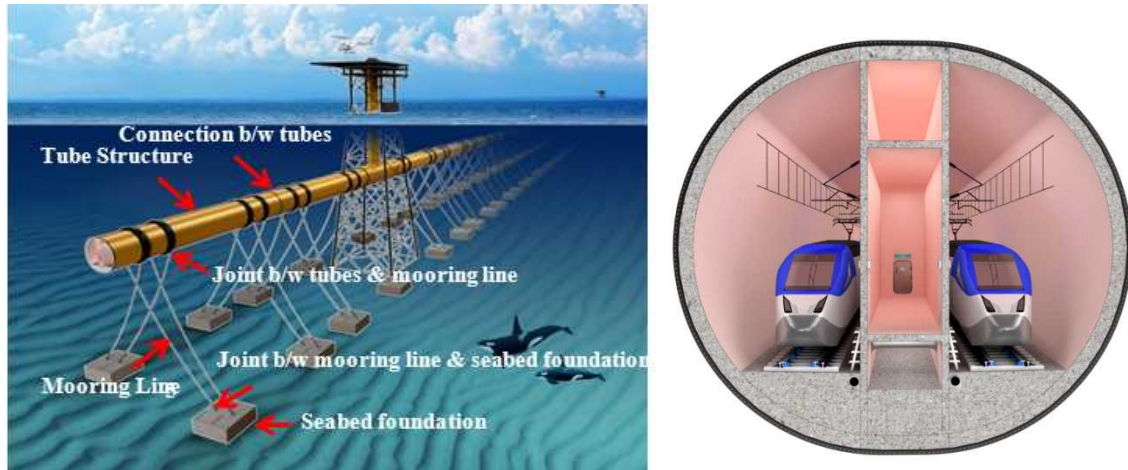 Connection b/w tubes
Tube Structure
Joint b/w tubes & mooring line
Joint b/w mooring line & seabed foundation
Mooring Line
Seabed foundation